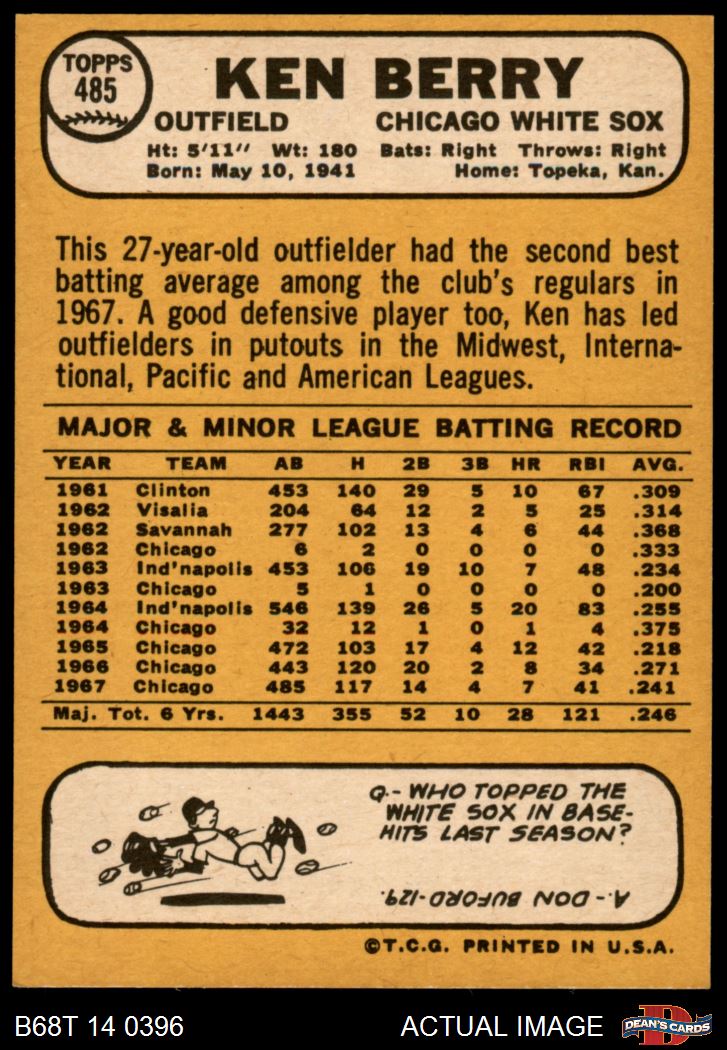 TOPPS
485
KEN BERRY
OUTFIELD CHICAGO WHITE SOX
Ht: 5'11" Wt: 180 Bats: Right Throws: Right
Born: May 10, 1941 Home: Topeka, Kan.
This 27-year-old outfielder had the second best
batting average among the club's regulars in
1967. A good defensive player too, Ken has led
outfielders in putouts in the Midwest, Interna-
tional, Pacific and American Leagues.
MAJOR & MINOR LEAGUE BATTING RECORD
YEAR TEAM AB H 2B 3B HR RBI AVG.
1961 Clinton 453 140 29 5 10 67 .309
1962 Visalia 204 64 12 2 5 25 .314
1962 Savannah 277 102 13 4 6 44 .368
1962 Chicago 6 2 0 0 0 0 .333
1963 Ind'napolis 453 106 19 10 7 48 .234
1963 Chicago 5 1 0 0 0 0 .200
1964 Ind'napolis 546 139 26 5 20 83 .255
1964 Chicago 32 12 1 0 1 4 .375
1965 Chicago 472 103 17 4 12 42 .218
1966 Chicago 443 120 20 2 8 34 .271
1967 Chicago 485 117 14 4 7 41 .241
Maj. Tot. 6 Yrs. 1443 355 52 10 28 121 .246
Q.- WHO TOPPED THE
WHITE SOX IN BASE-
HITS LAST SEASON?
A.- DON BUFORD-129.
©T.C.G. PRINTED IN U.S.A.
B68T 14 0396 ACTUAL IMAGE DEAN'S CARDS